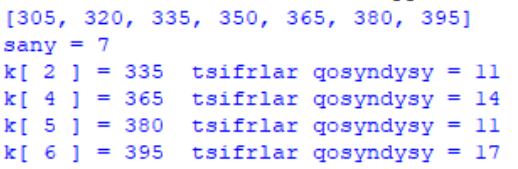 [305, 320, 335, 350, 365, 380, 395]
sany = 7
k[ 2 ] = 335  tsifrlar qosyndysy = 11
k[ 4 ] = 365  tsifrlar qosyndysy = 14
k[ 5 ] = 380  tsifrlar qosyndysy = 11
k[ 6 ] = 395  tsifrlar qosyndysy = 17